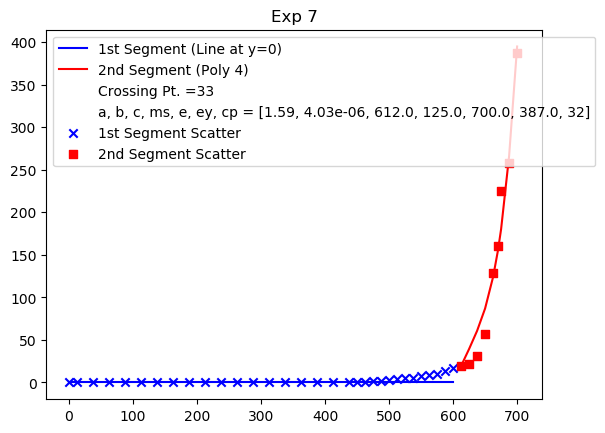 Exp 7
1st Segment (Line at y=0)
2nd Segment (Poly 4)
Crossing Pt. =33
a, b, c, ms, e, ey, cp = [1.59, 4.03e-06, 612.0, 125.0, 700.0, 387.0, 32]
1st Segment Scatter
2nd Segment Scatter
400
350
300
250
200
150
100
50
0
0 100 200 300 400 500 600 700